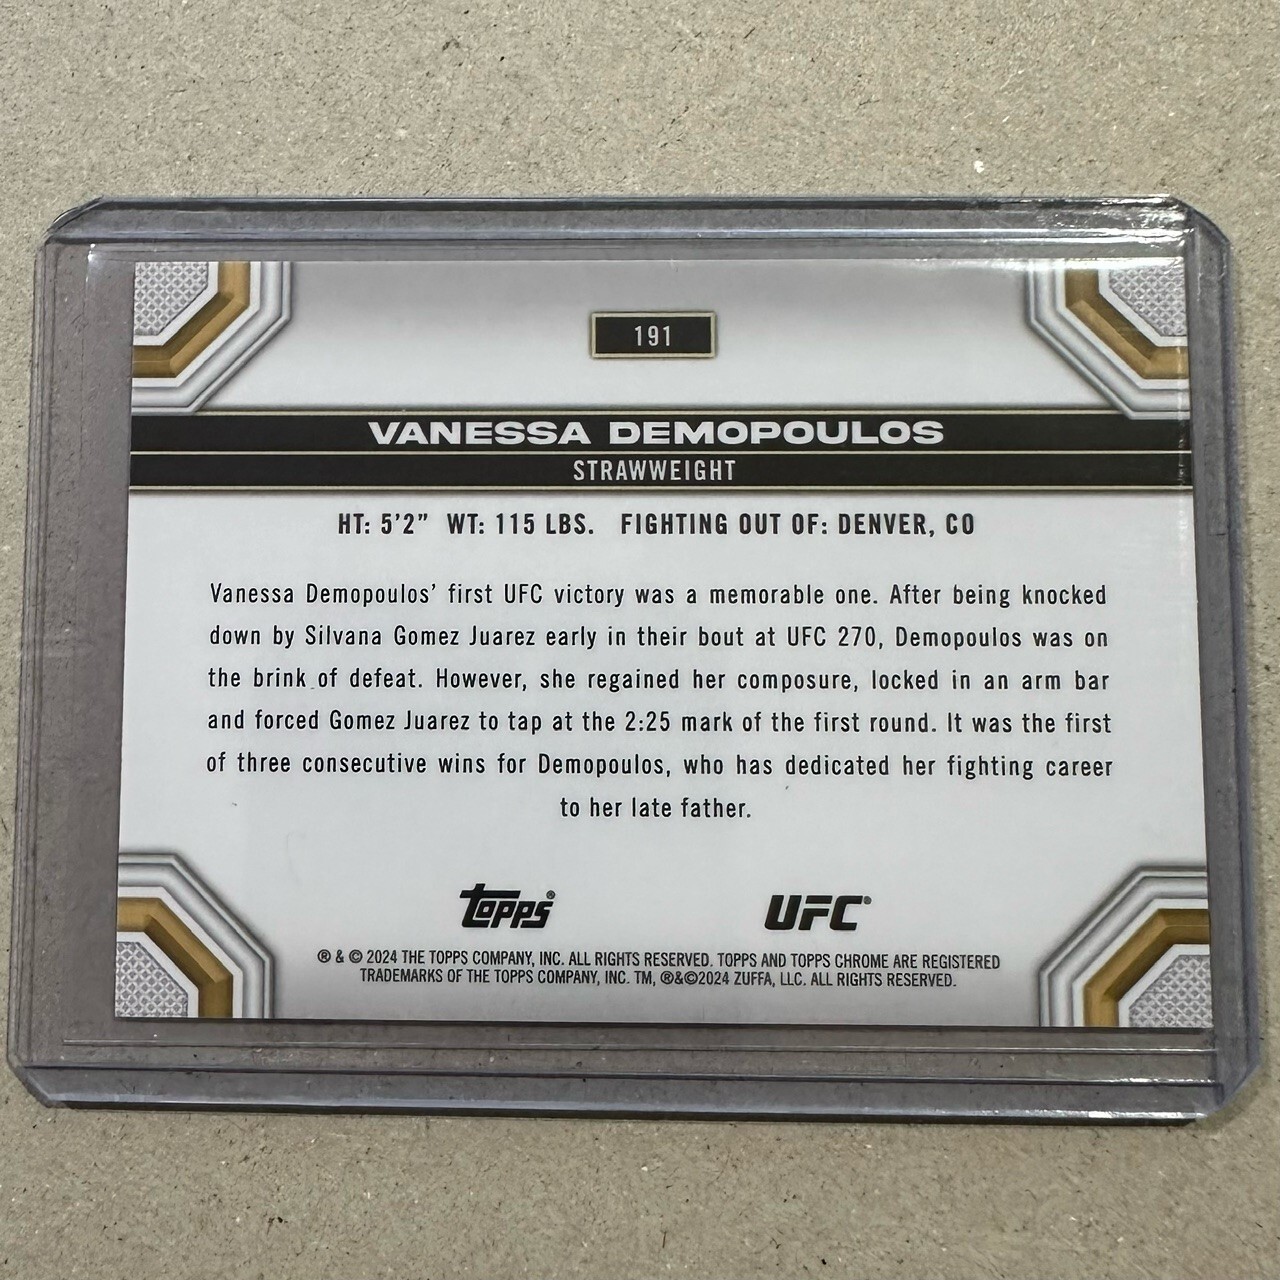 191
VANESSA DEMOPOULOS
STRAWWEIGHT
HT: 5'2” WT: 115 LBS. FIGHTING OUT OF: DENVER, CO
Vanessa Demopoulos’ first UFC victory was a memorable one. After being knocked
down by Silvana Gomez Juarez early in their bout at UFC 270, Demopoulos was on
the brink of defeat. However, she regained her composure, locked in an arm bar
and forced Gomez Juarez to tap at the 2:25 mark of the first round. It was the first
of three consecutive wins for Demopoulos, who has dedicated her fighting career
to her late father.
topps® UFC®
® & © 2024 THE TOPPS COMPANY, INC. ALL RIGHTS RESERVED. TOPPS AND TOPPS CHROME ARE REGISTERED
TRADEMARKS OF THE TOPPS COMPANY, INC. TM, ®&©2024 ZUFFA, LLC. ALL RIGHTS RESERVED.